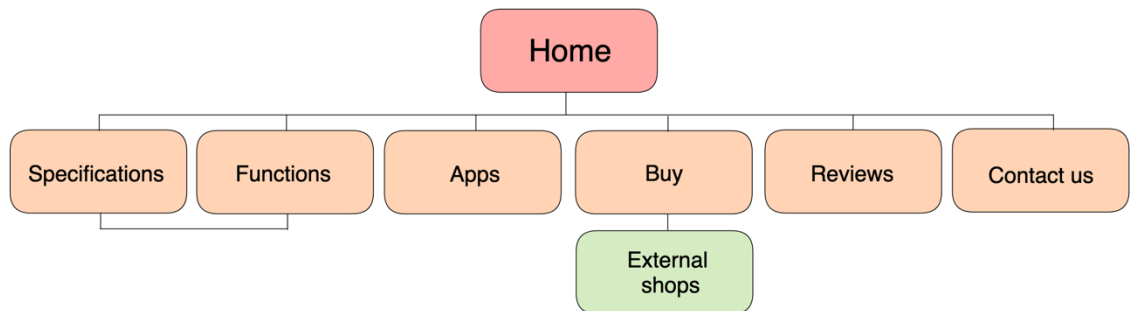 Home
Specifications
Functions
Apps
Buy
Reviews
Contact us
External
shops